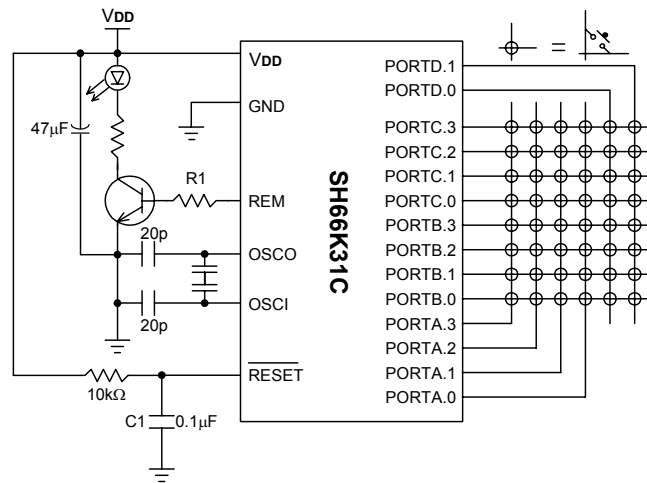 VDD
47µF
20p
20p
10kΩ
C1
0.1µF
R1
VDD
GND
REM
OSCO
OSCI
RESET
SH66K31C
PORTD.1
PORTD.0
PORTC.3
PORTC.2
PORTC.1
PORTC.0
PORTB.3
PORTB.2
PORTB.1
PORTB.0
PORTA.3
PORTA.2
PORTA.1
PORTA.0
=